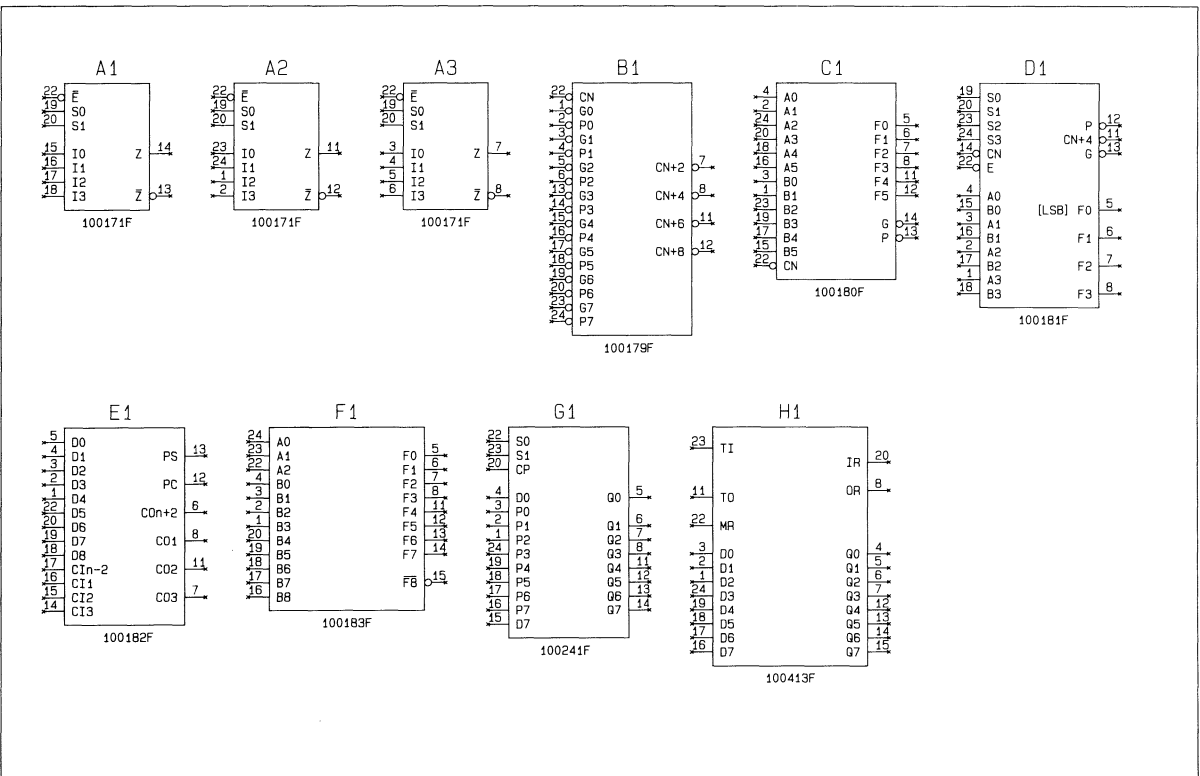 A1 A2 A3 B1 C1 D1
22 E̅ 
19 S0
20 S1
15 I0 Z 14
16 I1
17 I2
18 I3 Z̅ 13
100171F
22 E̅
19 S0
20 S1
23 I0 Z 11
24 I1
1 I2
2 I3 Z̅ 12
100171F
22 E̅
19 S0
20 S1
3 I0 Z 7
4 I1
5 I2
6 I3 Z̅ 8
100171F
22 CN
1 G0
2 P0
3 G1
4 P1
5 G2 CN+2 7
6 P2
13 G3 CN+4 8
14 P3
15 G4 CN+6 11
16 P4
17 G5 CN+8 12
18 P5
19 G6
20 P6
23 G7
24 P7
100179F
4 A0
2 A1
24 A2 F0 5
20 A3 F1 6
18 A4 F2 7
16 A5 F3 8
3 B0 F4 11
1 B1 F5 12
23 B2
19 B3 G 14
17 B4 P 13
15 B5
22 CN
100180F
19 S0
20 S1
23 S2 P 12
24 S3 CN+4 11
14 CN G 13
22 E
4 A0
15 B0 [LSB] F0 5
3 A1
16 B1 F1 6
2 A2
17 B2 F2 7
1 A3
18 B3 F3 8
100181F
E1 F1 G1 H1
5 D0
4 D1 PS 13
3 D2
2 D3 PC 12
1 D4
22 D5 COn+2 6
20 D6
19 D7 CO1 8
18 D8
17 CIn-2 CO2 11
16 CI1
15 CI2 CO3 7
14 CI3
100182F
24 A0
23 A1 F0 5
22 A2 F1 6
4 B0 F2 7
3 B1 F3 8
2 B2 F4 11
1 B3 F5 12
20 B4 F6 13
19 B5 F7 14
18 B6
17 B7 F̅8̅ 15
16 B8
100183F
22 S0
23 S1
20 CP
4 D0 Q0 5
3 P0
2 P1 Q1 6
1 P2 Q2 7
24 P3 Q3 8
19 P4 Q4 11
18 P5 Q5 12
17 P6 Q6 13
16 P7 Q7 14
15 D7
100241F
23 TI
IR 20
OR 8
11 TO
22 MR
3 D0 Q0 4
2 D1 Q1 5
1 D2 Q2 6
24 D3 Q3 7
19 D4 Q4 12
18 D5 Q5 13
17 D6 Q6 14
16 D7 Q7 15
100413F